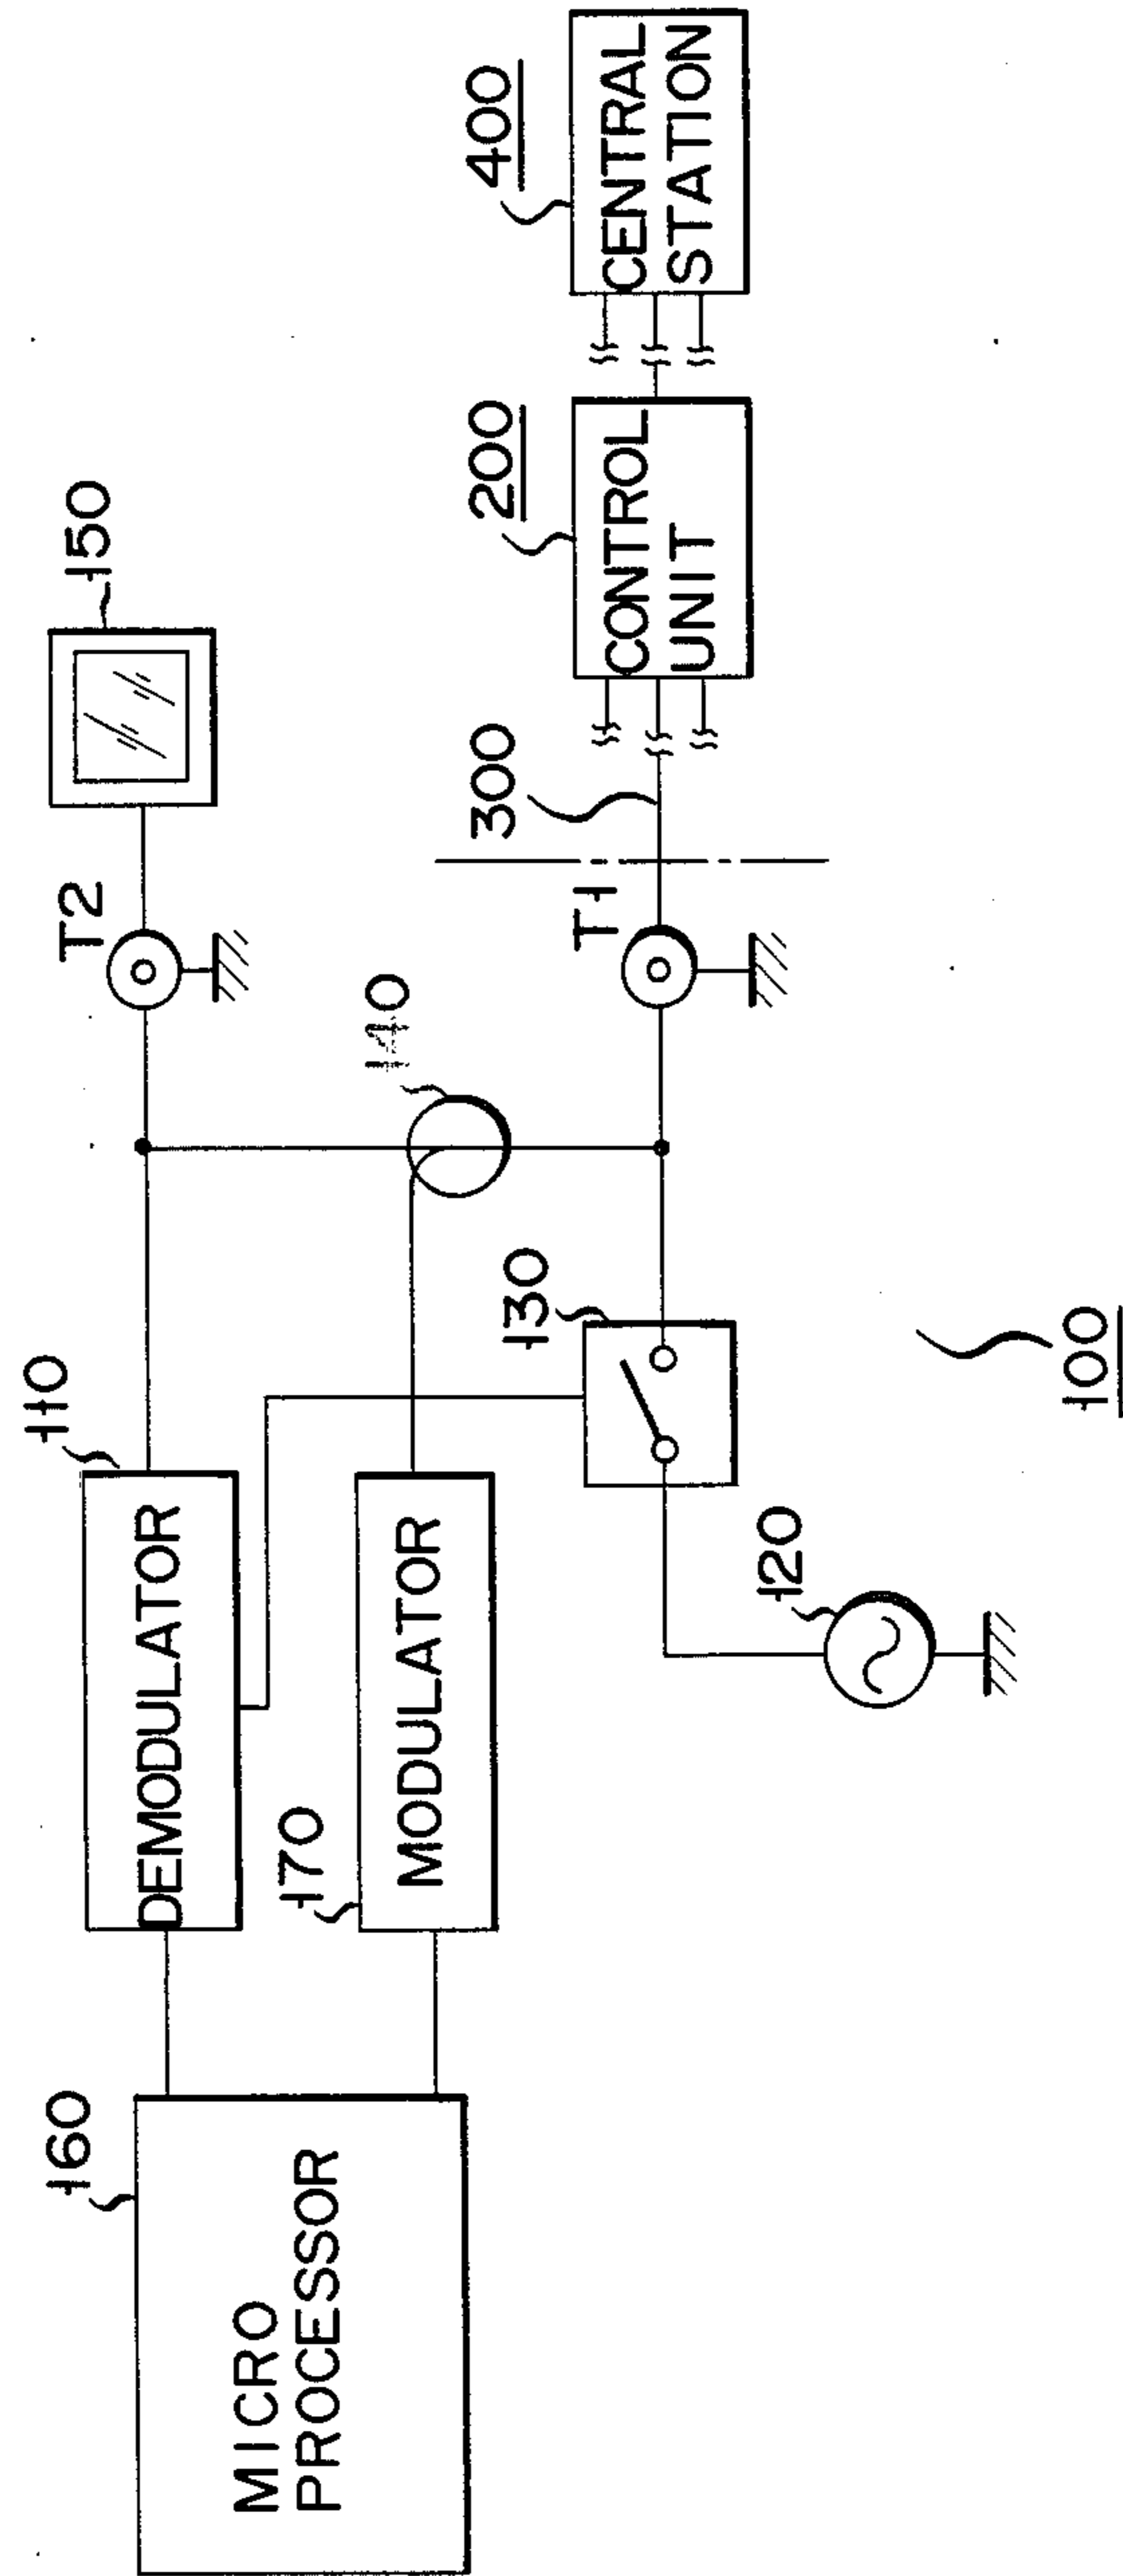 160
MICRO
PROCESSOR
110
DEMODULATOR
170
MODULATOR
T2
150
140
130
120
T1
300
200
CONTROL
UNIT
400
CENTRAL
STATION
100